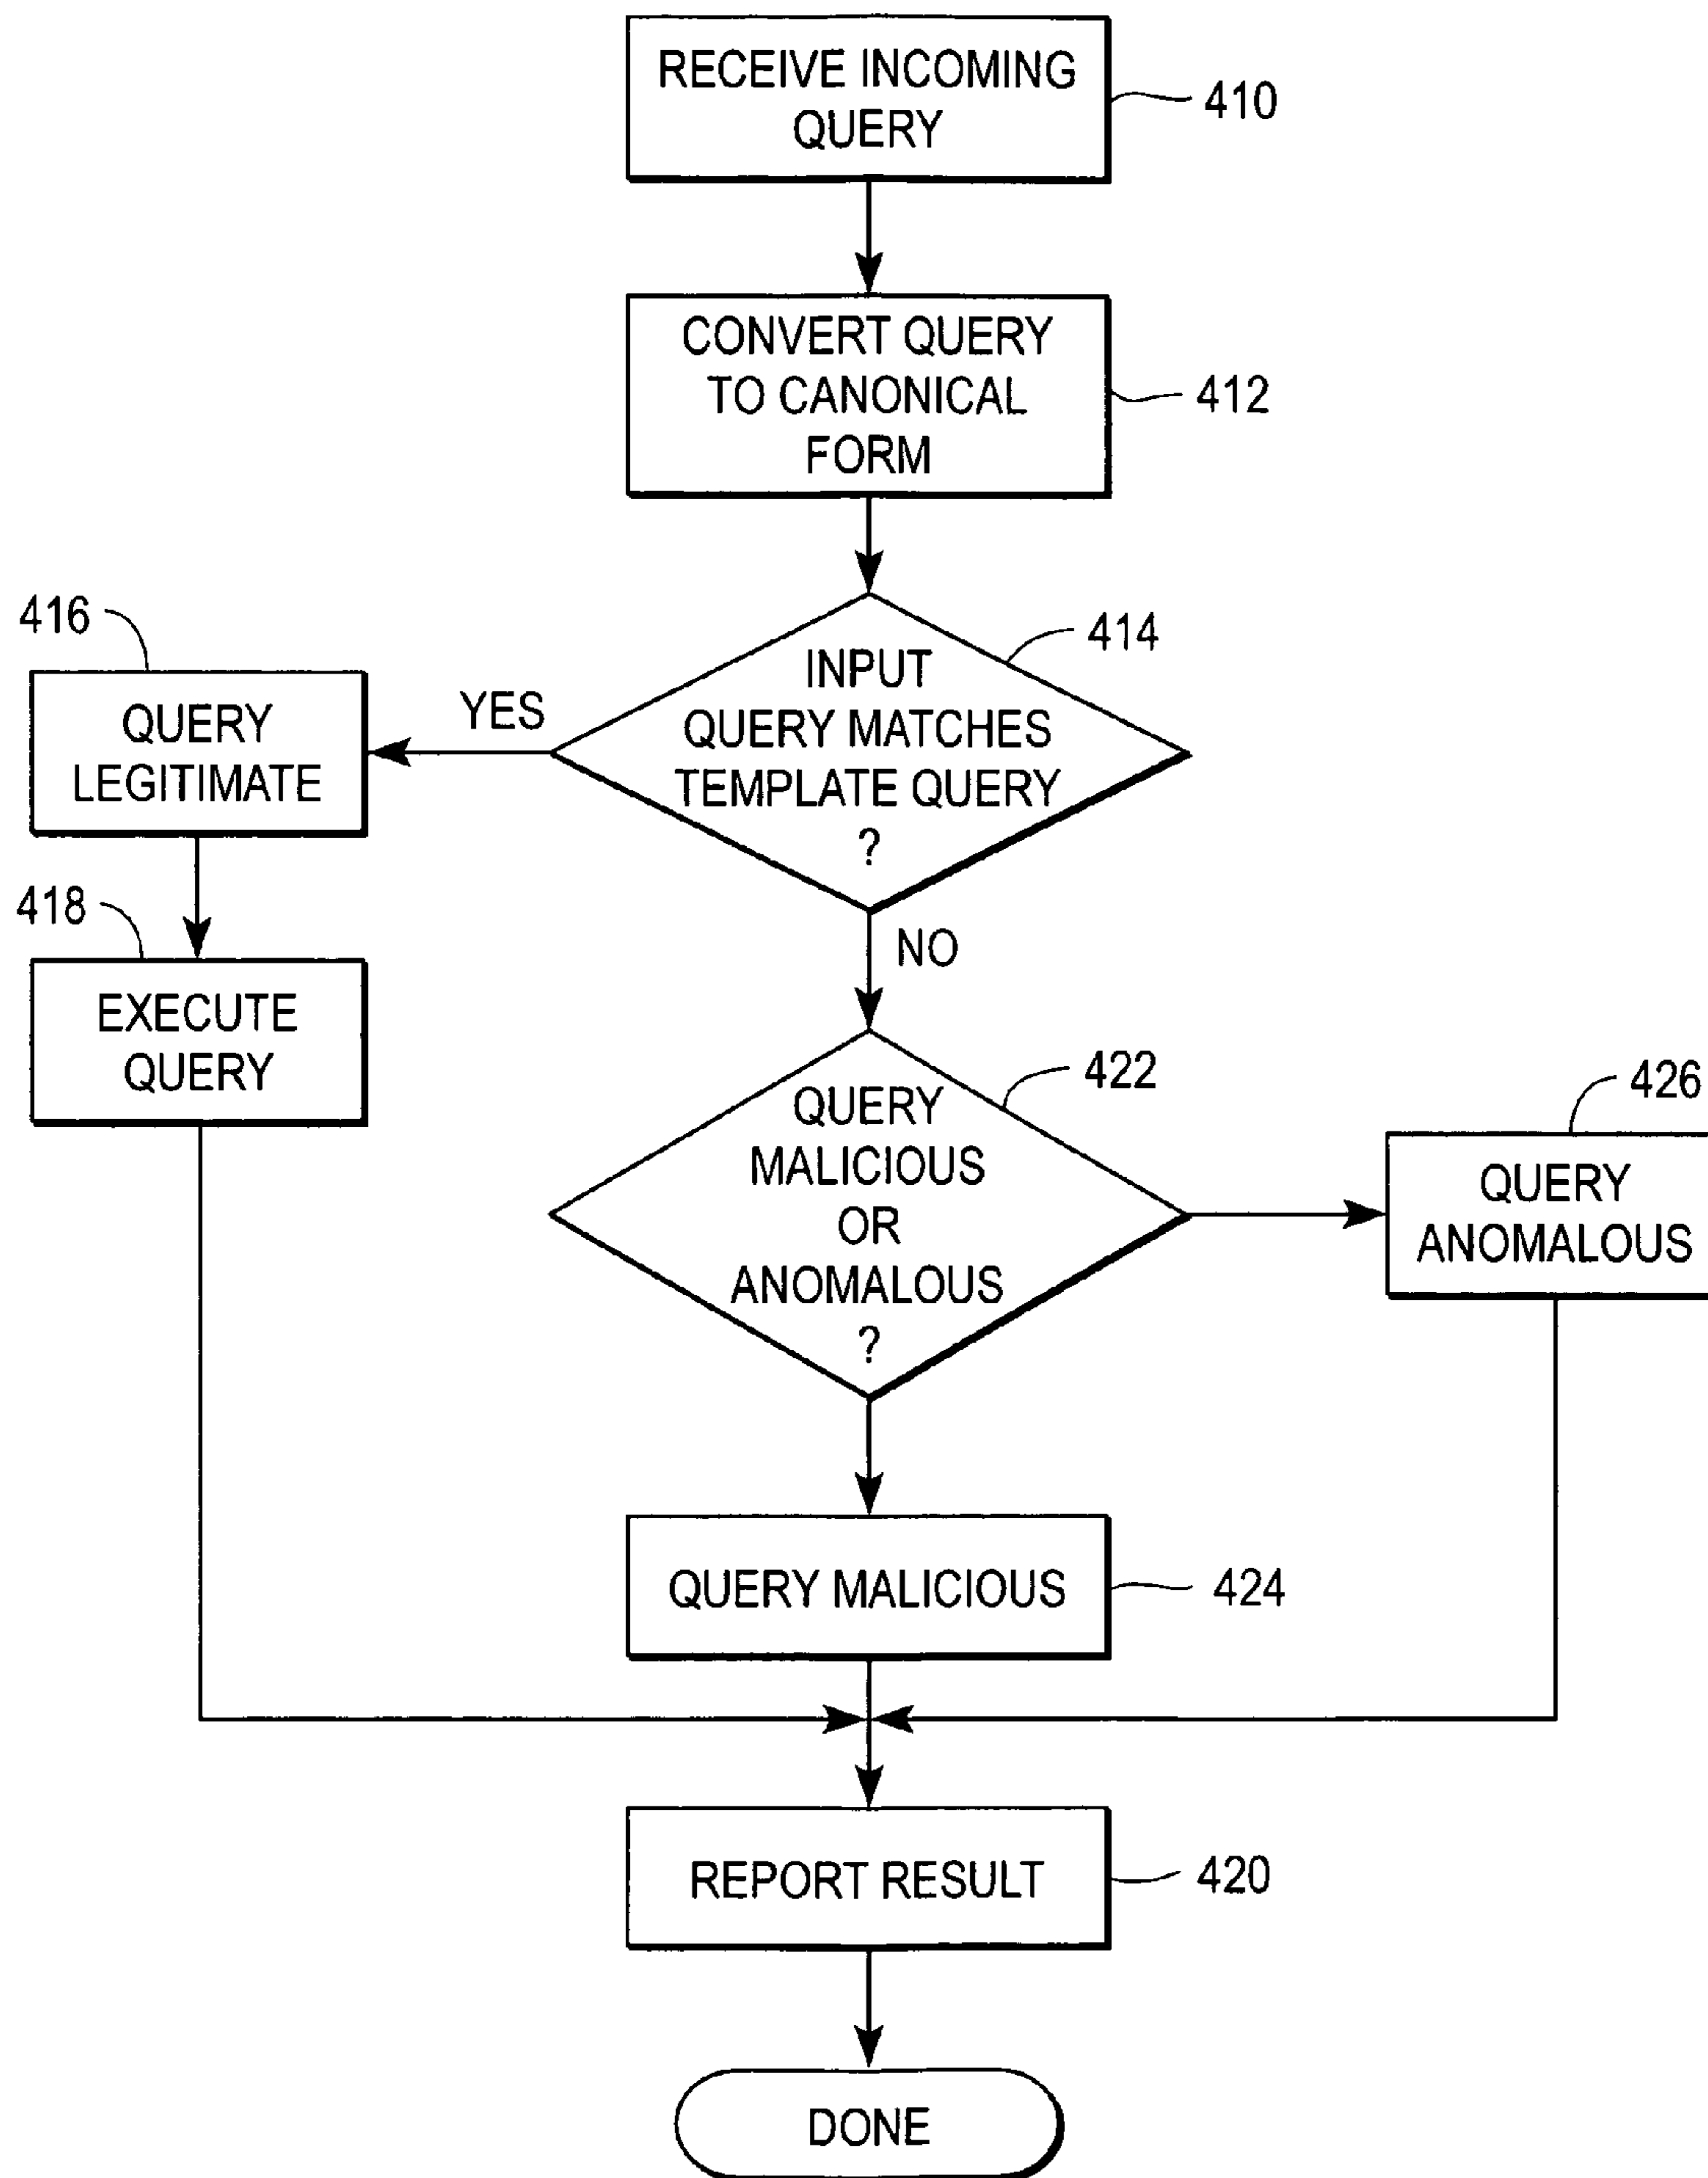 RECEIVE INCOMING
QUERY
410
CONVERT QUERY
TO CANONICAL
FORM
412
416
414
INPUT
QUERY MATCHES
TEMPLATE QUERY
?
YES
QUERY
LEGITIMATE
418
NO
EXECUTE
QUERY
422
QUERY
MALICIOUS
OR
ANOMALOUS
?
426
QUERY
ANOMALOUS
QUERY MALICIOUS
424
REPORT RESULT
420
DONE